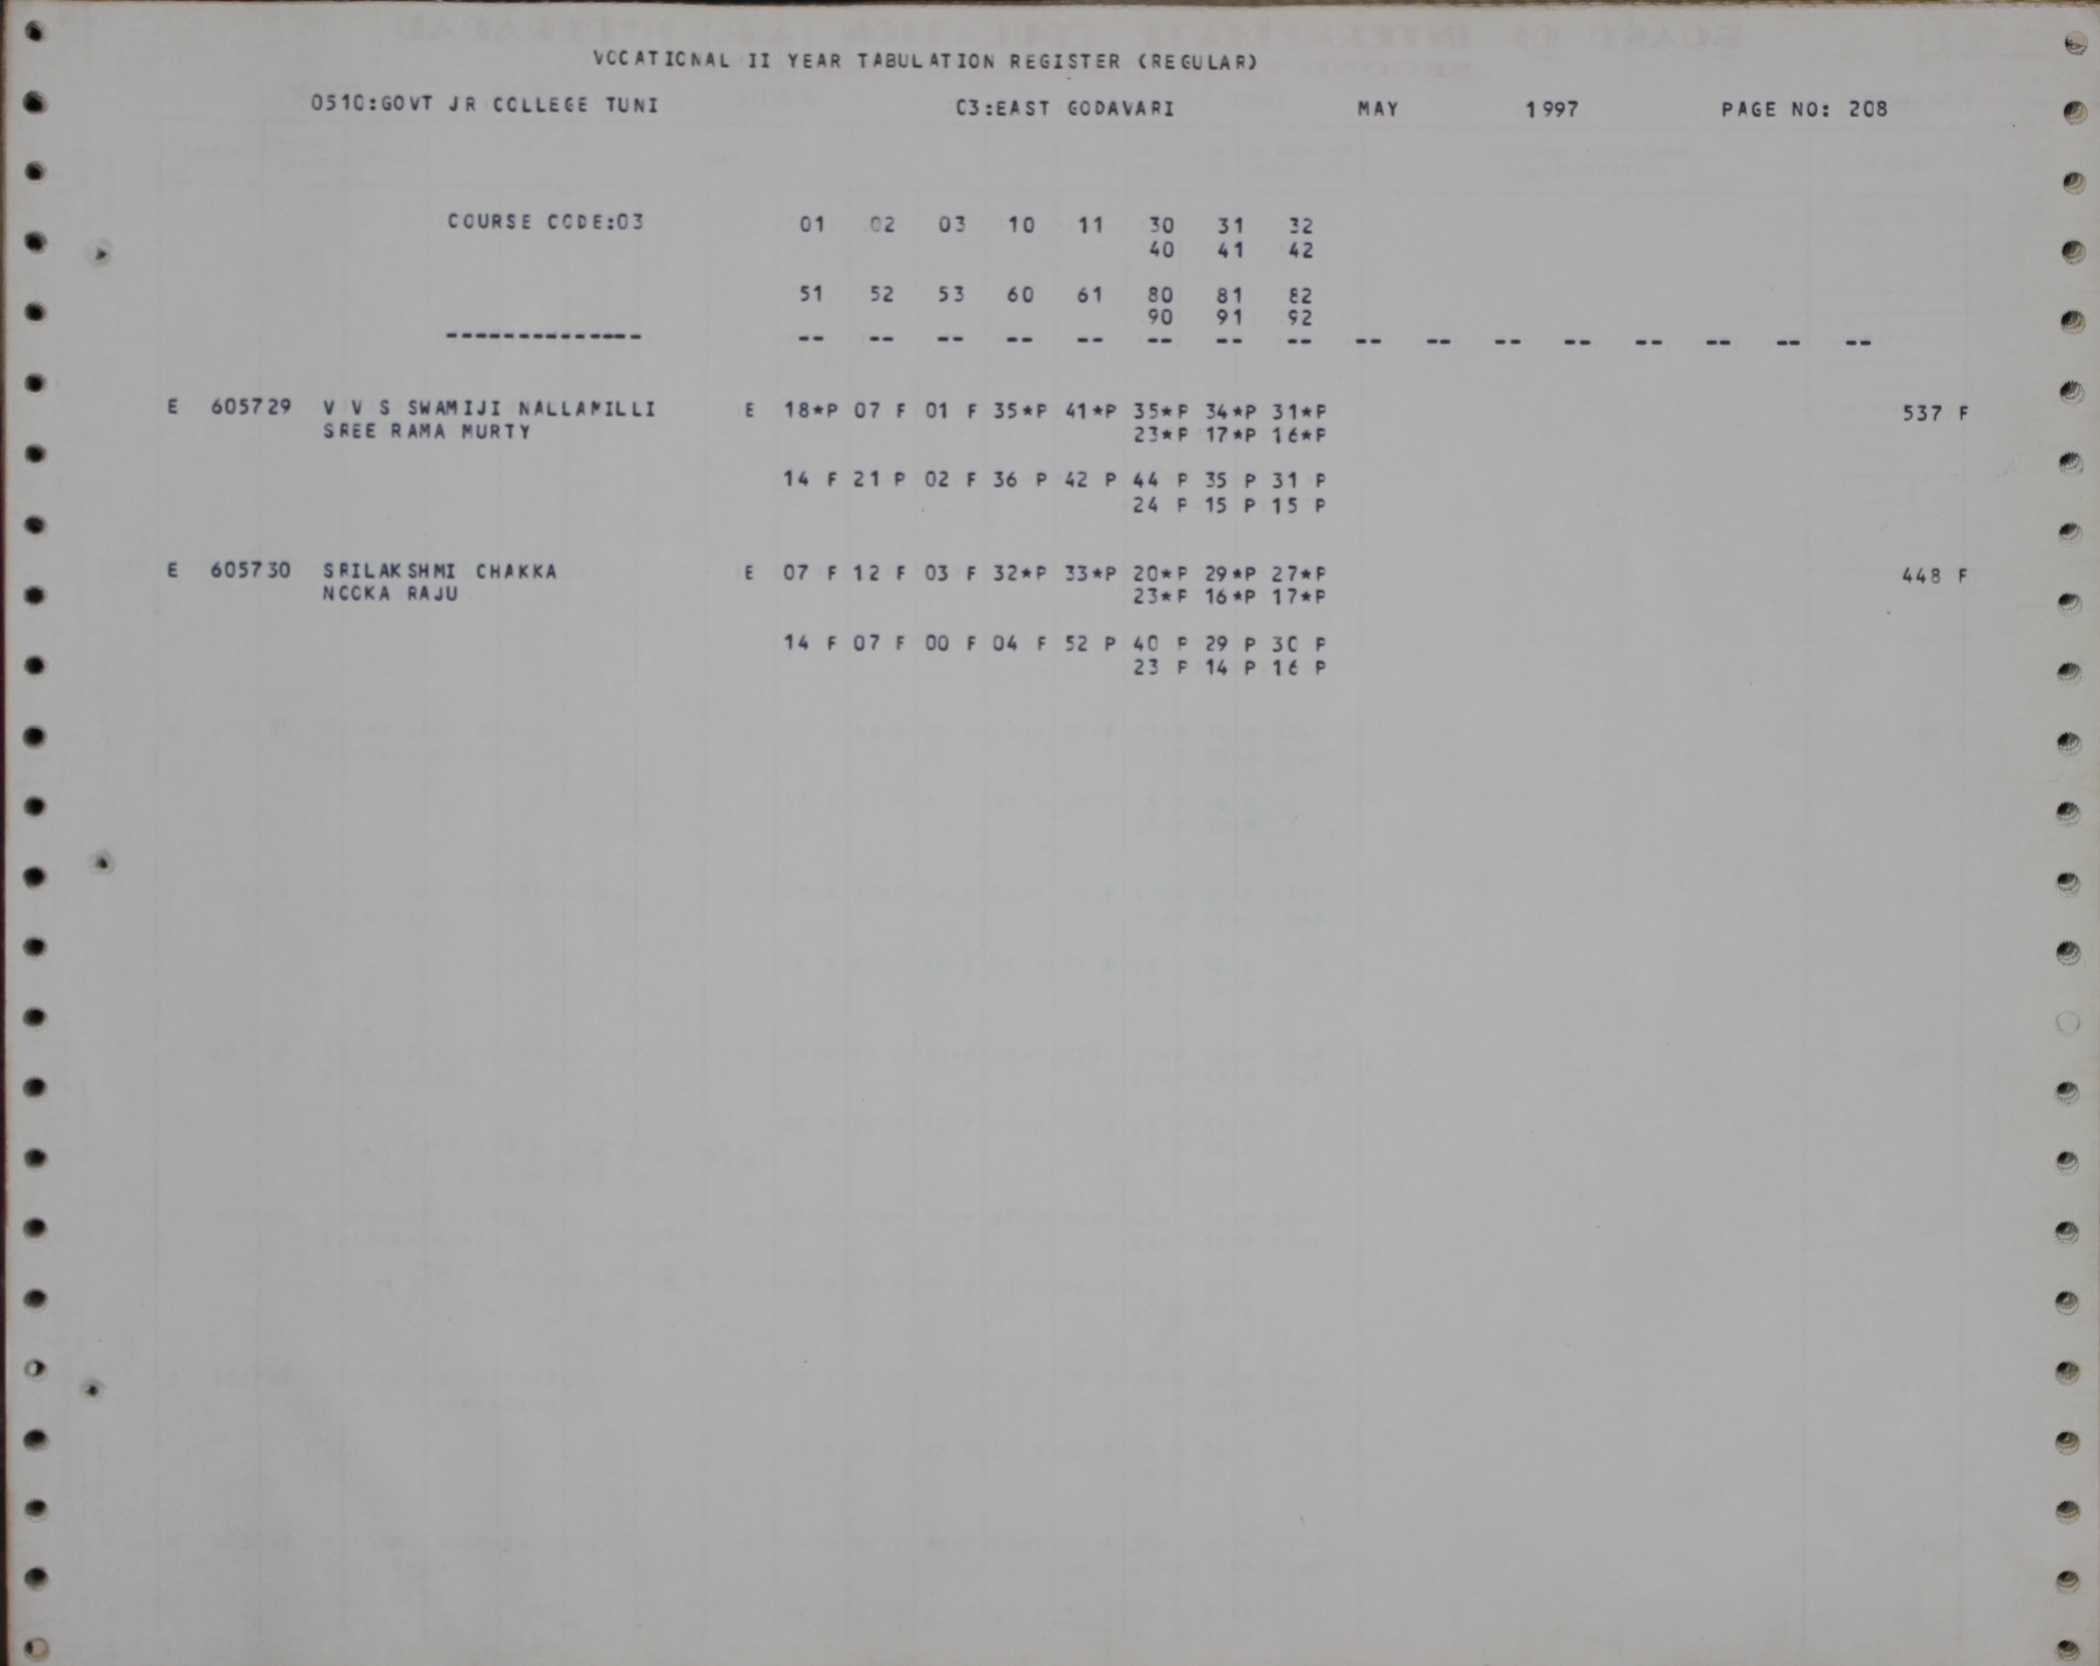 VOCATIONAL II YEAR TABULATION REGISTER (REGULAR)
0510:GOVT JR COLLEGE TUNI C3:EAST GODAVARI MAY 1997 PAGE NO: 208
COURSE CODE:03 01 02 03 10 11 30 31 32
40 41 42
51 52 53 60 61 80 81 82
90 91 92
-------------- -- -- -- -- -- -- -- -- -- -- -- -- -- -- -- --
E 605729 V V S SWAMIJI NALLAMILLI E 18*P 07 F 01 F 35*P 41*P 35*P 34*P 31*P 537 F
SREE RAMA MURTY 23*P 17*P 16*P
14 F 21 P 02 F 36 P 42 P 44 P 35 P 31 P
24 P 15 P 15 P
E 605730 SRILAKSHMI CHAKKA E 07 F 12 F 03 F 32*P 33*P 20*P 29*P 27*P 448 F
NOOKA RAJU 23*P 16*P 17*P
14 F 07 F 00 F 04 F 52 P 40 P 29 P 30 P
23 P 14 P 16 P